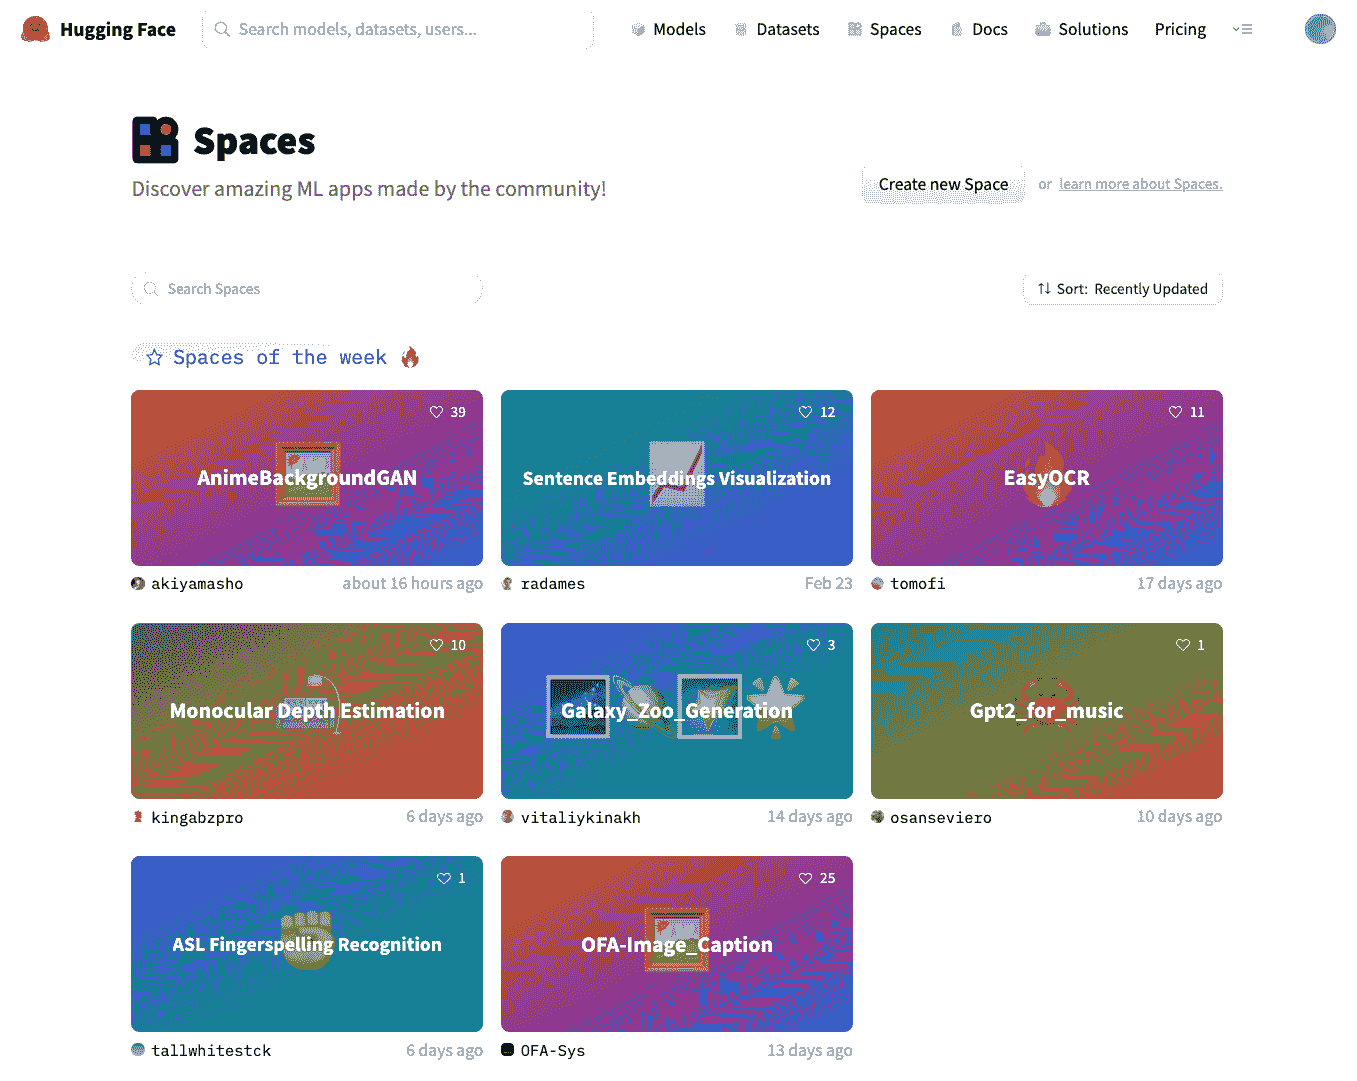 Hugging Face
Search models, datasets, users...
Models
Datasets
Spaces
Docs
Solutions
Pricing
Spaces
Discover amazing ML apps made by the community!
Create new Space
or learn more about Spaces.
Search Spaces
Sort: Recently Updated
Spaces of the week
39
AnimeBackgroundGAN
akiyamasho
about 16 hours ago
12
Sentence Embeddings Visualization
radames
Feb 23
11
EasyOCR
tomofi
17 days ago
10
Monocular Depth Estimation
kingabzpro
6 days ago
3
Galaxy_Zoo_Generation
vitaliykinakh
14 days ago
1
Gpt2_for_music
osanseviero
10 days ago
1
ASL Fingerspelling Recognition
tallwhitestck
6 days ago
25
OFA-Image_Caption
OFA-Sys
13 days ago